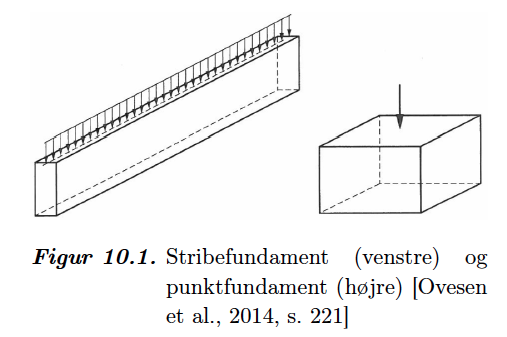 Figur 10.1. Stribefundament (venstre) og
punktfundament (højre) [Ovesen
et al., 2014, s. 221]